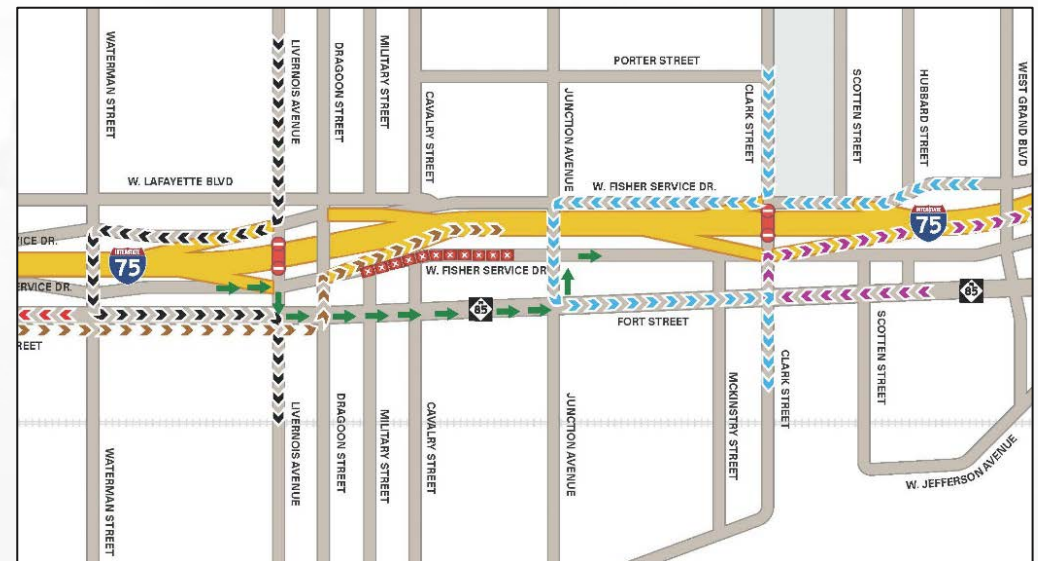 WATERMAN STREET
LIVERNOIS AVENUE
DRAGOON STREET
MILITARY STREET
CAVALRY STREET
PORTER STREET
JUNCTION AVENUE
CLARK STREET
SCOTTEN STREET
HUBBARD STREET
WEST GRAND BLVD
W. LAFAYETTE BLVD
W. FISHER SERVICE DR.
VICE DR.
INTERSTATE
75
INTERSTATE
75
W. FISHER SERVICE DR
ERVICE DR.
85
85
FORT STREET
REET
WATERMAN STREET
LIVERNOIS AVENUE
DRAGOON STREET
MILITARY STREET
CAVALRY STREET
JUNCTION AVENUE
MCKINSTRY STREET
CLARK STREET
SCOTTEN STREET
W. JEFFERSON AVENUE